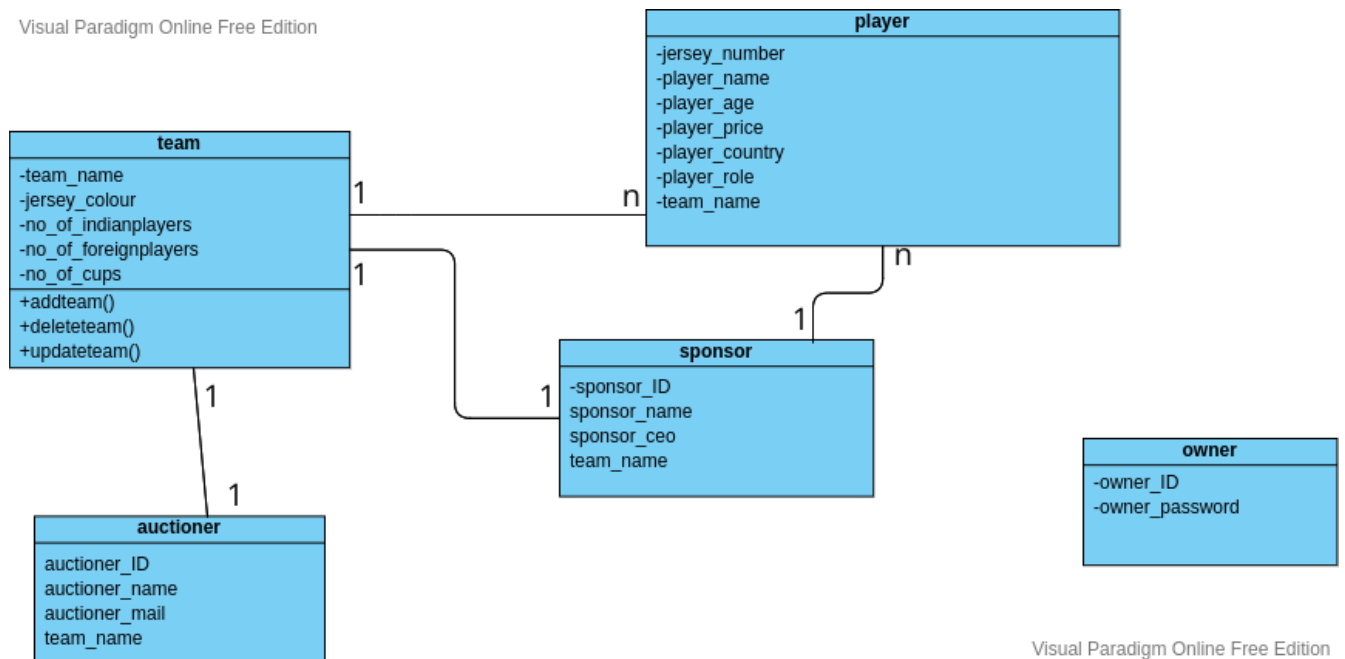 Visual Paradigm Online Free Edition
player
-jersey_number
-player_name
-player_age
-player_price
-player_country
-player_role
-team_name
team
-team_name
-jersey_colour
-no_of_indianplayers
-no_of_foreignplayers
-no_of_cups
+addteam()
+deleteteam()
+updateteam()
1
n
1
1
n
1
sponsor
-sponsor_ID
sponsor_name
sponsor_ceo
team_name
1
1
auctioner
auctioner_ID
auctioner_name
auctioner_mail
team_name
owner
-owner_ID
-owner_password
Visual Paradigm Online Free Edition